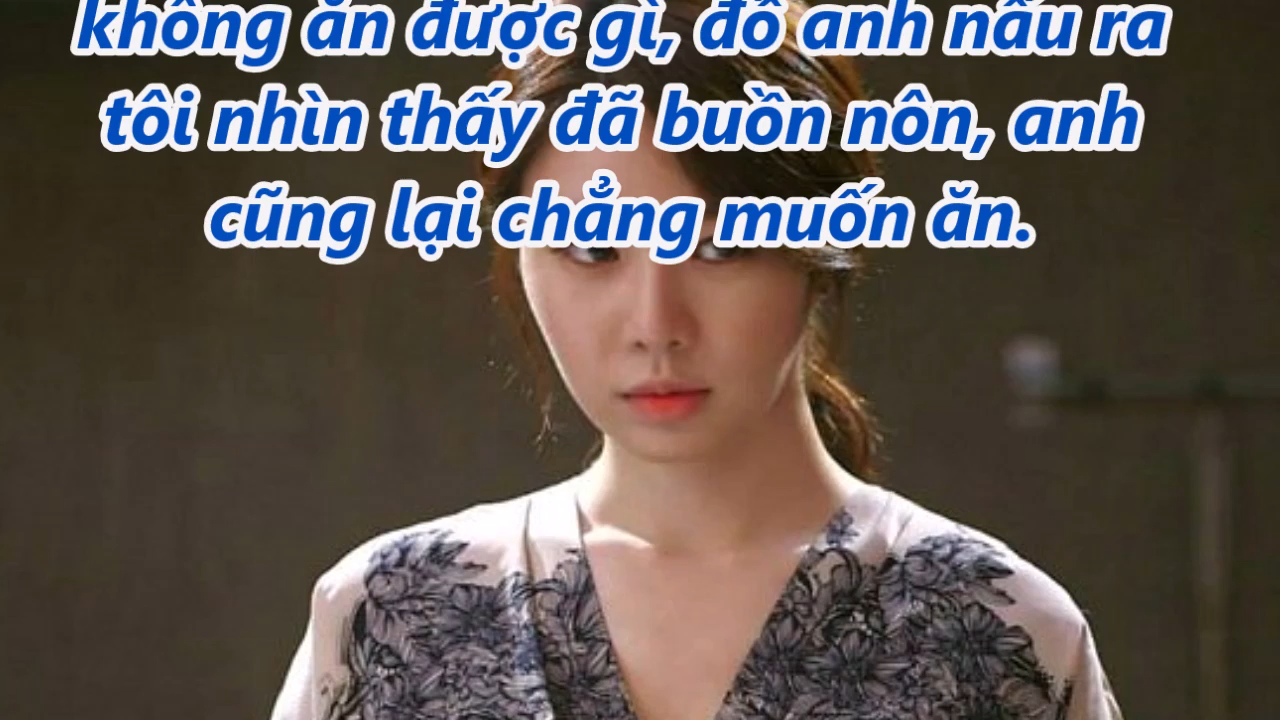 không ăn được gì, đồ anh nấu ra
tôi nhìn thấy đã buồn nôn, anh
cũng lại chẳng muốn ăn.